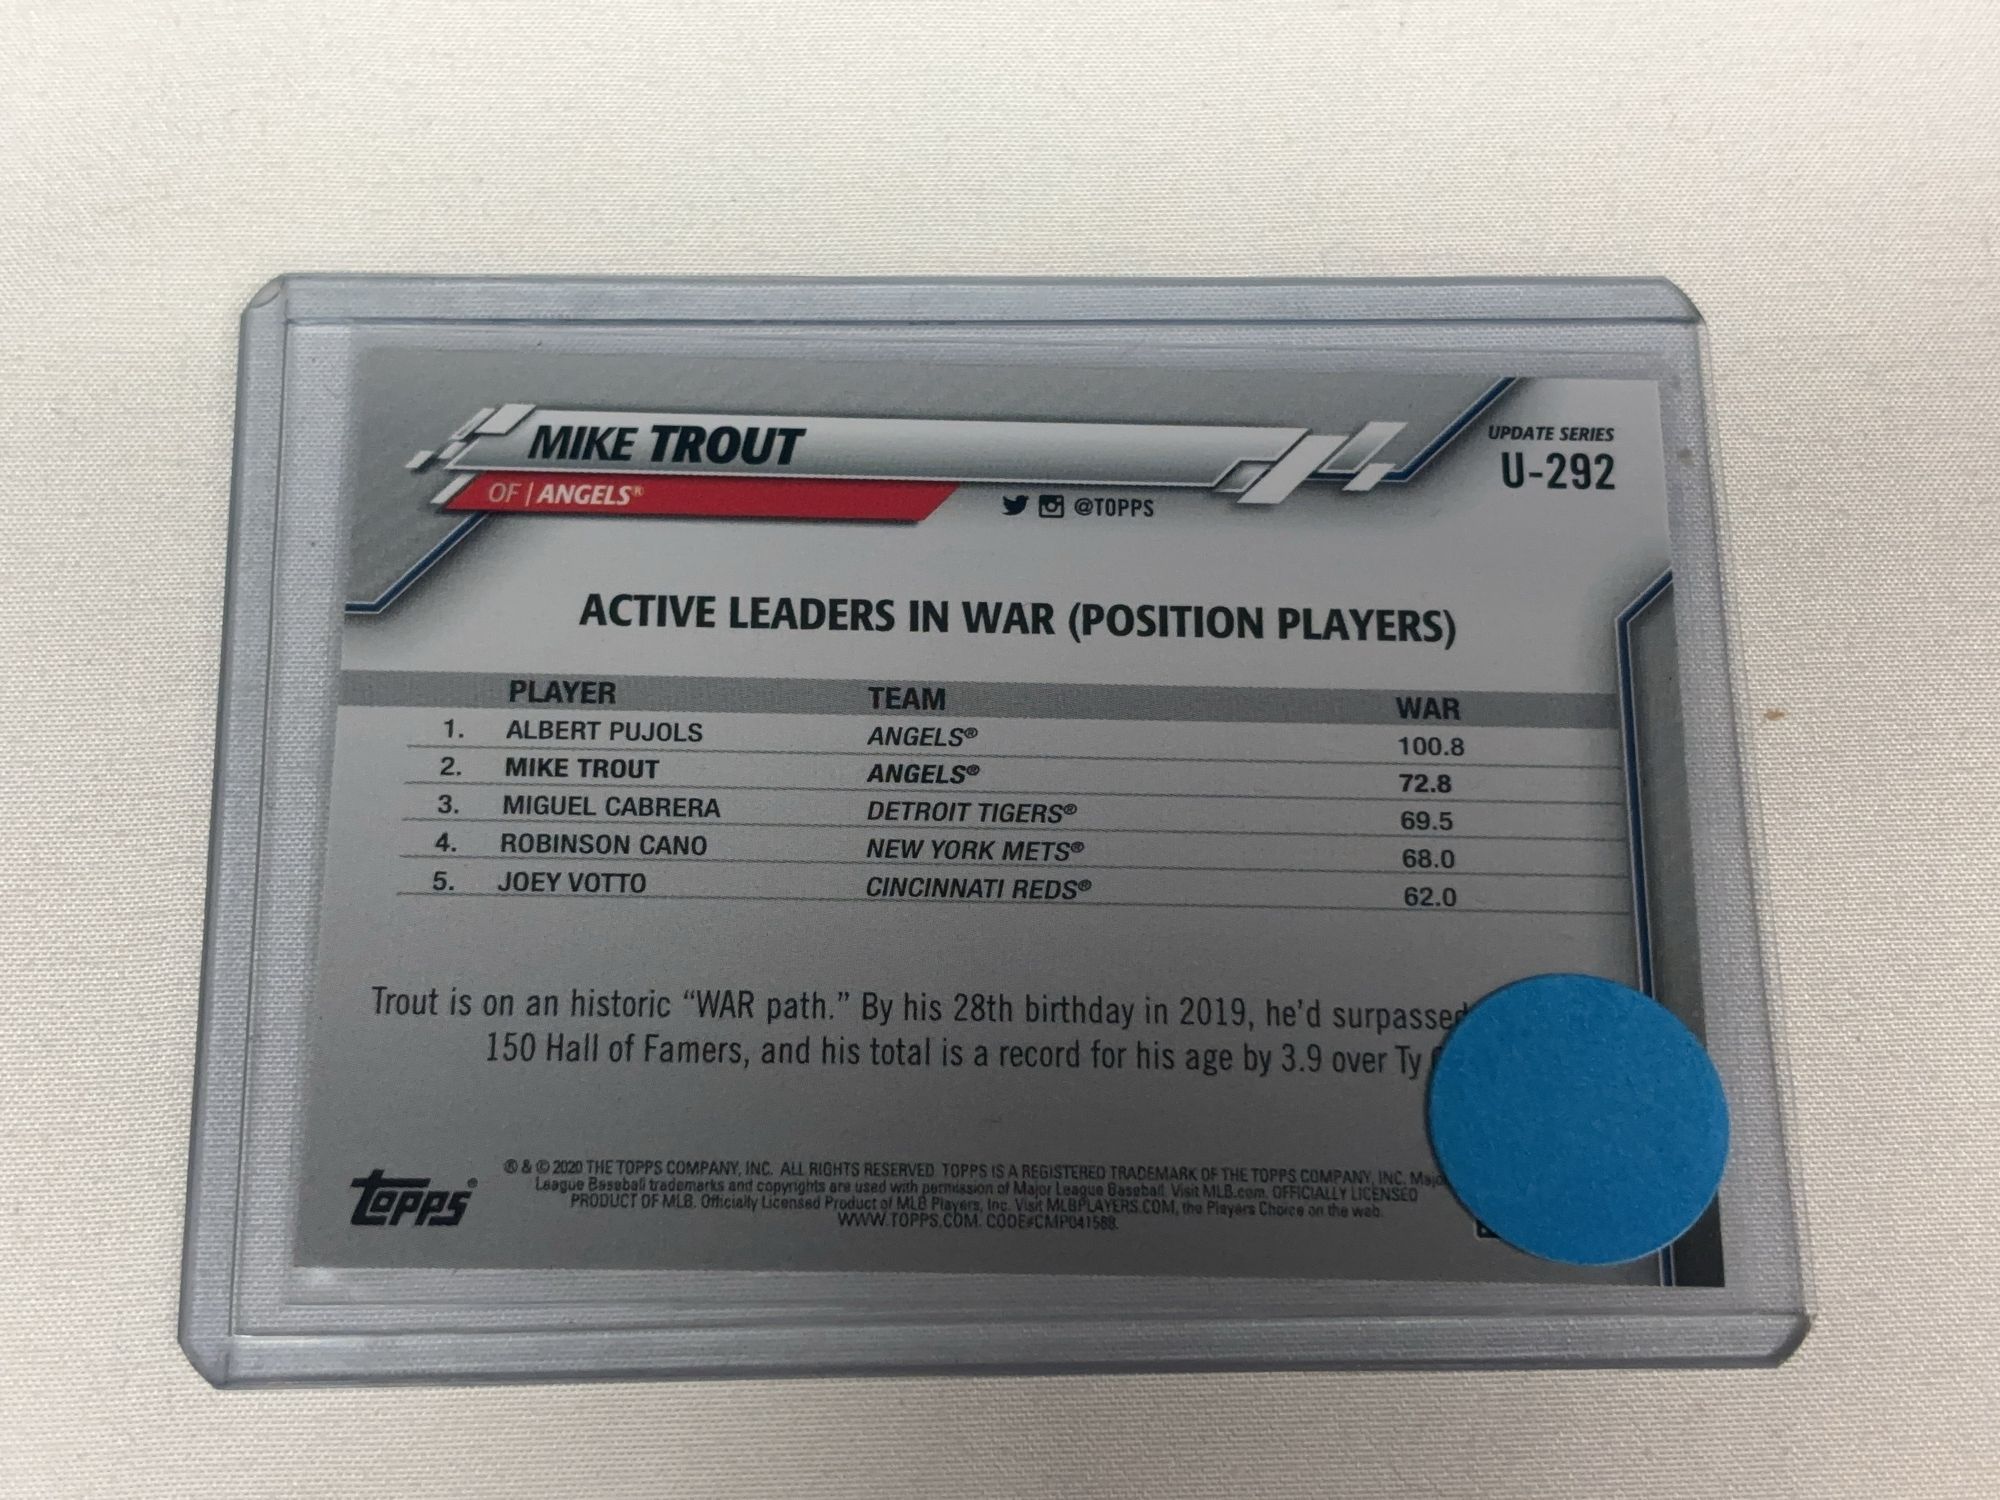 MIKE TROUT
OF | ANGELS®
@TOPPS
UPDATE SERIES
U-292
ACTIVE LEADERS IN WAR (POSITION PLAYERS)
PLAYER TEAM WAR
1. ALBERT PUJOLS ANGELS® 100.8
2. MIKE TROUT ANGELS® 72.8
3. MIGUEL CABRERA DETROIT TIGERS® 69.5
4. ROBINSON CANO NEW YORK METS® 68.0
5. JOEY VOTTO CINCINNATI REDS® 62.0
Trout is on an historic “WAR path.” By his 28th birthday in 2019, he’d surpassed
150 Hall of Famers, and his total is a record for his age by 3.9 over Ty
topps®
® & © 2020 THE TOPPS COMPANY, INC. ALL RIGHTS RESERVED. TOPPS IS A REGISTERED TRADEMARK OF THE TOPPS COMPANY, INC.
League Baseball trademarks and copyrights are used with permission of Major League Baseball. Visit MLB.com. OFFICIALLY LICENSED
PRODUCT OF MLB. Officially Licensed Product of MLB Players, Inc. Visit MLBPLAYERS.COM, the Players Choice on the web.
WWW.TOPPS.COM. CODE#CMP041588.